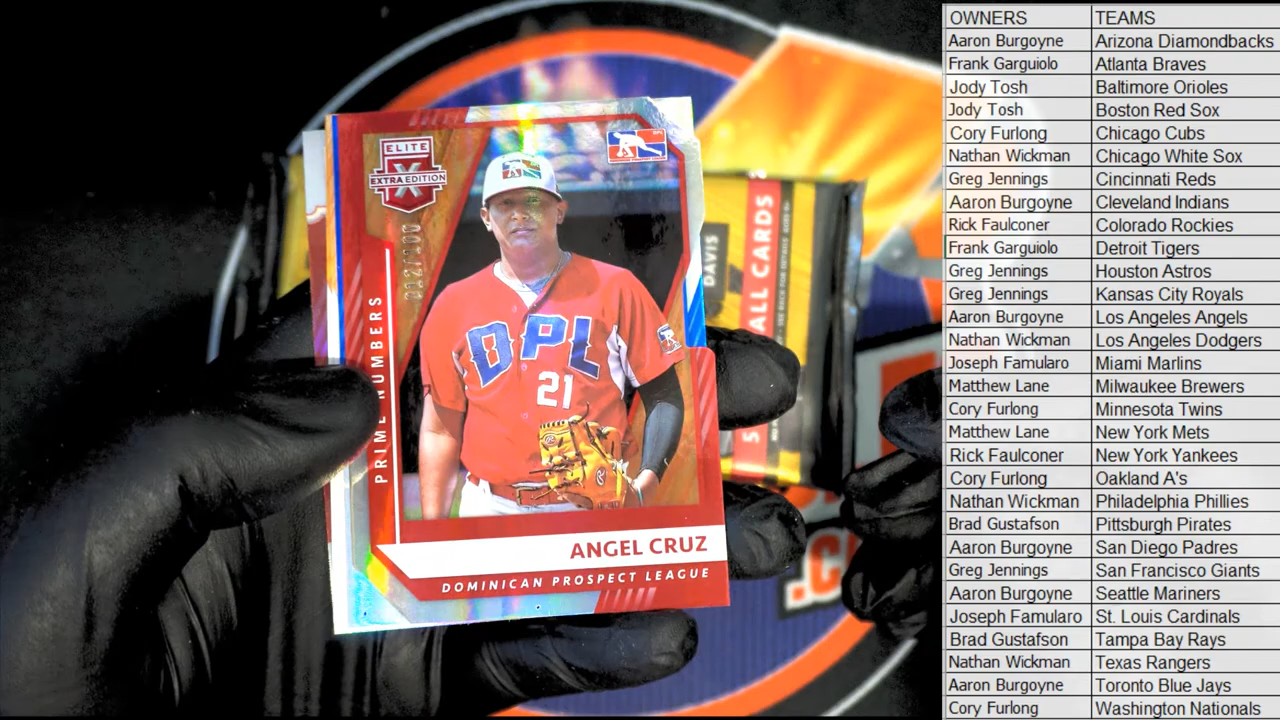 ELITE
X
EXTRA EDITION
012/100
PRIME NUMBERS
DPL
21
ANGEL CRUZ
DOMINICAN PROSPECT LEAGUE
DAVIS
ALL CARDS
OWNERS TEAMS
Aaron Burgoyne Arizona Diamondbacks
Frank Garguiolo Atlanta Braves
Jody Tosh Baltimore Orioles
Jody Tosh Boston Red Sox
Cory Furlong Chicago Cubs
Nathan Wickman Chicago White Sox
Greg Jennings Cincinnati Reds
Aaron Burgoyne Cleveland Indians
Rick Faulconer Colorado Rockies
Frank Garguiolo Detroit Tigers
Greg Jennings Houston Astros
Greg Jennings Kansas City Royals
Aaron Burgoyne Los Angeles Angels
Nathan Wickman Los Angeles Dodgers
Joseph Famularo Miami Marlins
Matthew Lane Milwaukee Brewers
Cory Furlong Minnesota Twins
Matthew Lane New York Mets
Rick Faulconer New York Yankees
Cory Furlong Oakland A's
Nathan Wickman Philadelphia Phillies
Brad Gustafson Pittsburgh Pirates
Aaron Burgoyne San Diego Padres
Greg Jennings San Francisco Giants
Aaron Burgoyne Seattle Mariners
Joseph Famularo St. Louis Cardinals
Brad Gustafson Tampa Bay Rays
Nathan Wickman Texas Rangers
Aaron Burgoyne Toronto Blue Jays
Cory Furlong Washington Nationals